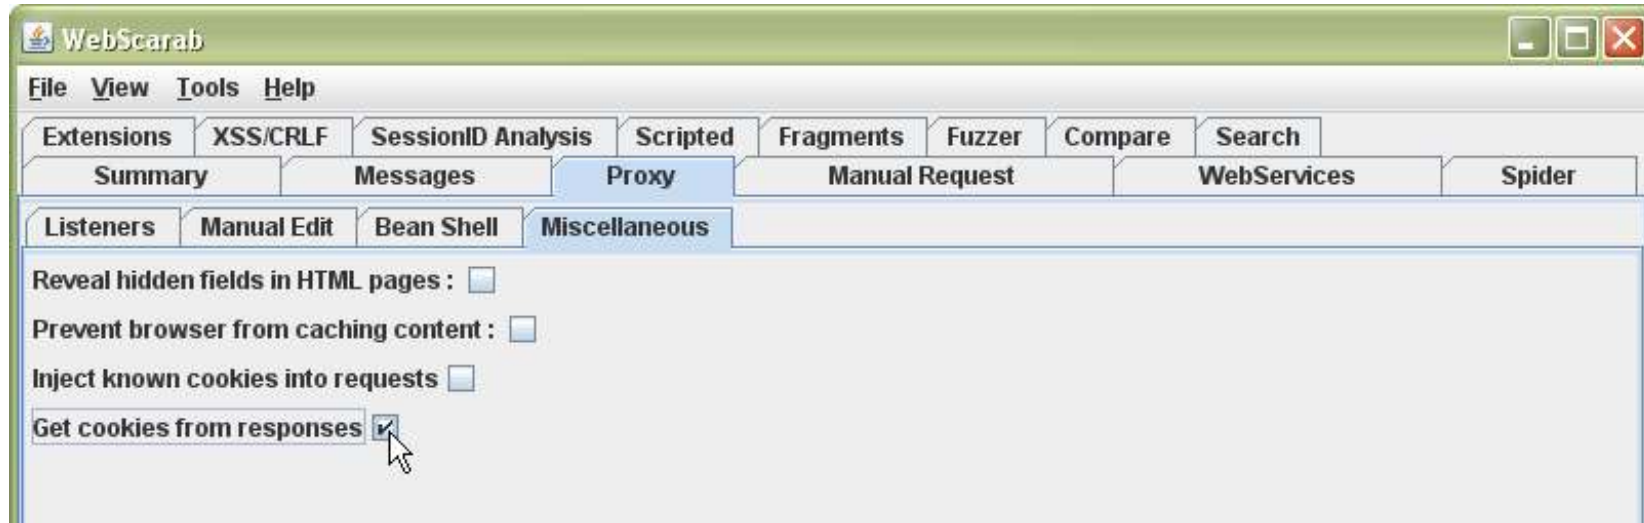 WebScarab
File View Tools Help
Extensions XSS/CRLF SessionID Analysis Scripted Fragments Fuzzer Compare Search
Summary Messages Proxy Manual Request WebServices Spider
Listeners Manual Edit Bean Shell Miscellaneous
Reveal hidden fields in HTML pages :
Prevent browser from caching content :
Inject known cookies into requests
Get cookies from responses